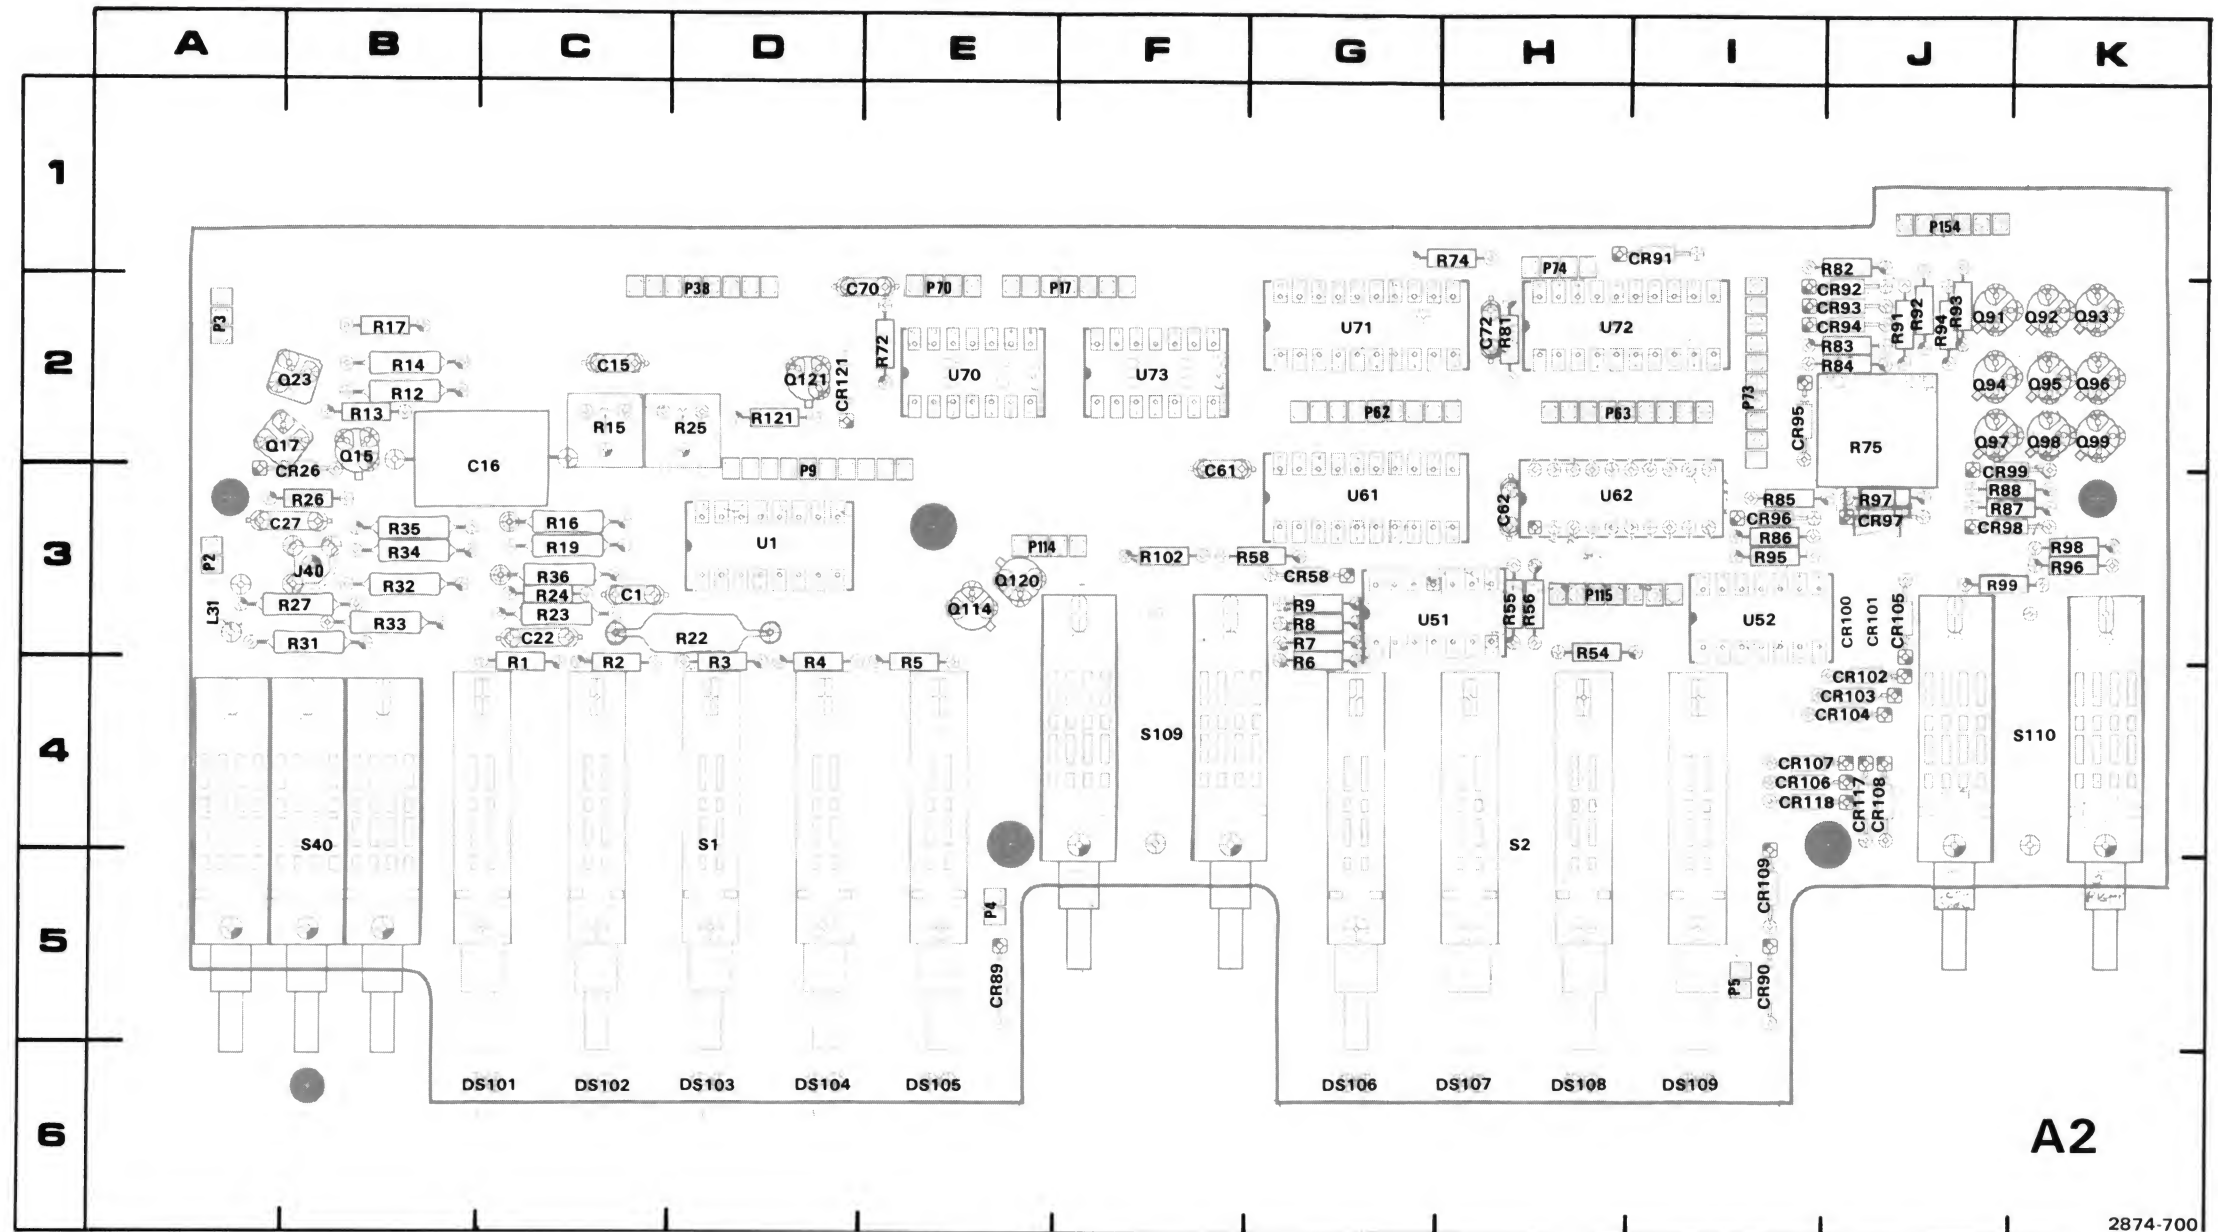 A B C D E F G H I J K
1
P154
R74 CR91
P74 R82
P38 C70 P70 P17 CR92
P3 R17 C72 R81 CR93
U71 U72 CR94 R91 R92 R94 R93 Q91 Q92 Q93
2 R14 C15 CR121 R72 R83
Q23 Q121 U70 U73 R84
R12 Q94 Q95 Q96
R13 R121 P62 P63 P73
R15 R25 CR95
Q17 Q15 R75 Q97 Q98 Q99
CR26 C16 P9 C61 CR99
R26 U61 U62 R85 R97 R88
C27 R16 C62 CR96 CR97 R87
R35 CR98
3 R34 R19 U1 P114 R86
P2 J40 R102 R58 R95 R98
R36 Q120 CR58 R96
R32 R24 C1 P115 R99
R27 R23 Q114 R9 R55 R56
L31 R33 R8 U51 U52 CR100 CR101 CR105
R31 C22 R22 R7 R54
R1 R2 R3 R4 R5 R6
CR102
CR103
CR104
4 S109 S110
CR107
CR106
CR118 CR117 CR108
S40 S1 S2
CR109
P4
5
CR89 P5 CR90
DS101 DS102 DS103 DS104 DS105 DS106 DS107 DS108 DS109
6 A2
2874-700